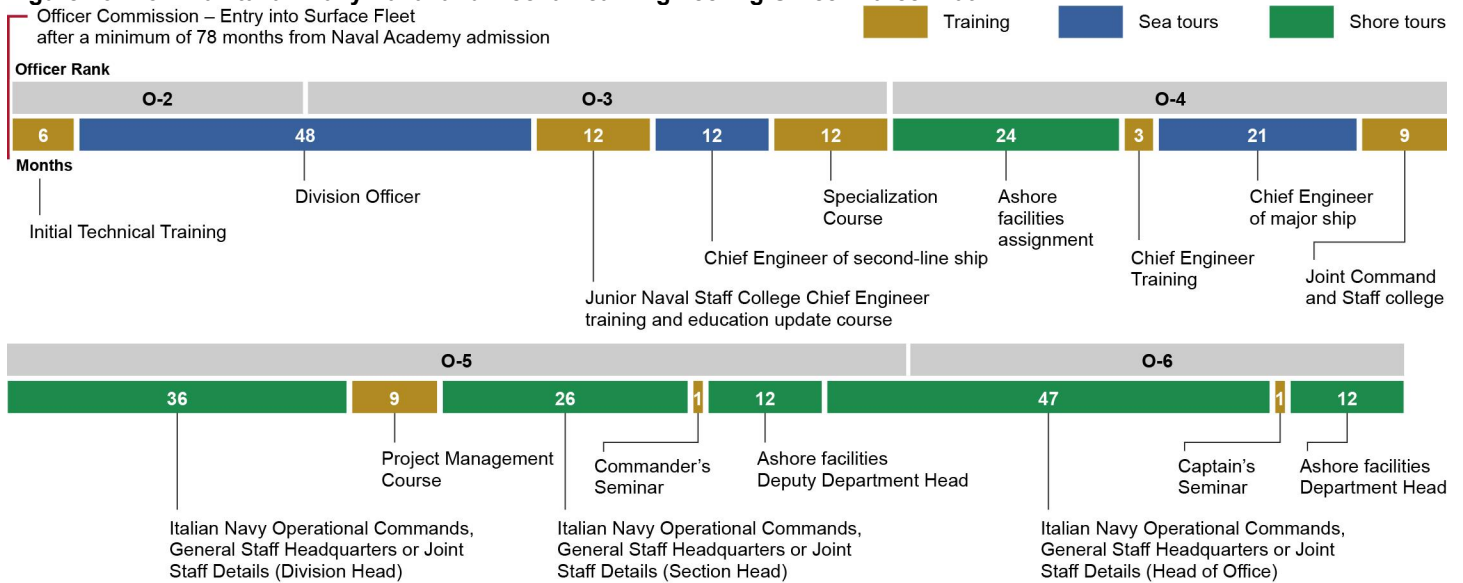 Officer Commission – Entry into Surface Fleet
after a minimum of 78 months from Naval Academy admission
Training
Sea tours
Shore tours
Officer Rank
O-2
O-3
O-4
6
48
12
12
12
24
3
21
9
Months
Initial Technical Training
Division Officer
Junior Naval Staff College Chief Engineer
training and education update course
Chief Engineer of second-line ship
Specialization
Course
Ashore
facilities
assignment
Chief Engineer
Training
Chief Engineer
of major ship
Joint Command
and Staff college
O-5
O-6
36
9
26
1
12
47
1
12
Italian Navy Operational Commands,
General Staff Headquarters or Joint
Staff Details (Division Head)
Project Management
Course
Italian Navy Operational Commands,
General Staff Headquarters or Joint
Staff Details (Section Head)
Commander’s
Seminar
Ashore facilities
Deputy Department Head
Italian Navy Operational Commands,
General Staff Headquarters or Joint
Staff Details (Head of Office)
Captain’s
Seminar
Ashore facilities
Department Head